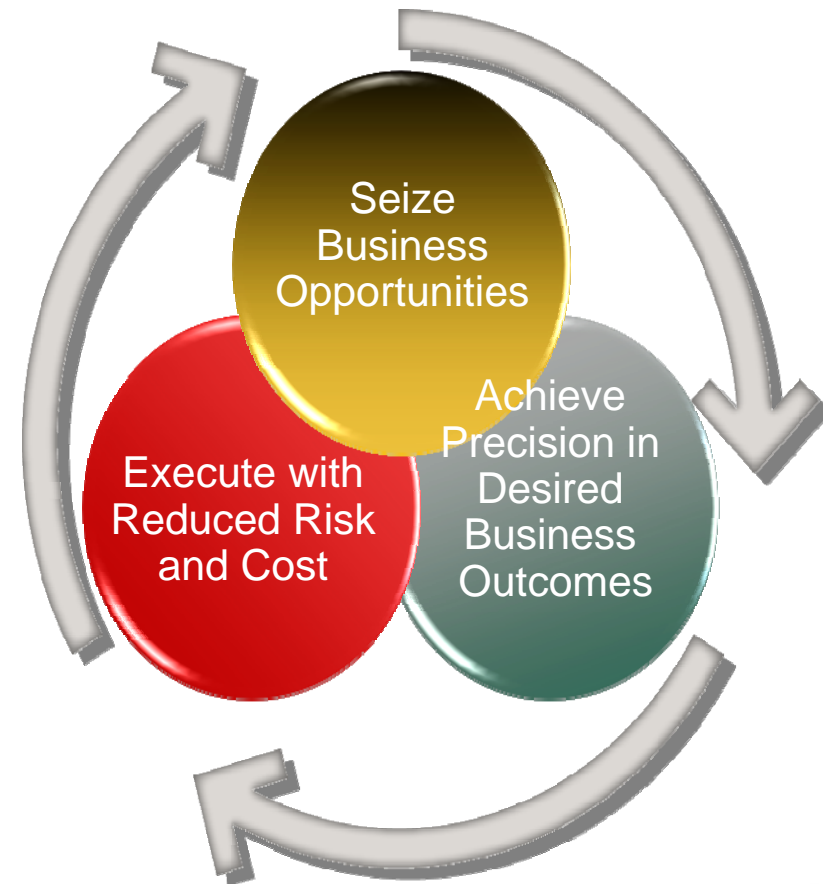 Seize
Business
Opportunities
Achieve
Precision in
Desired
Business
Outcomes
Execute with
Reduced Risk
and Cost